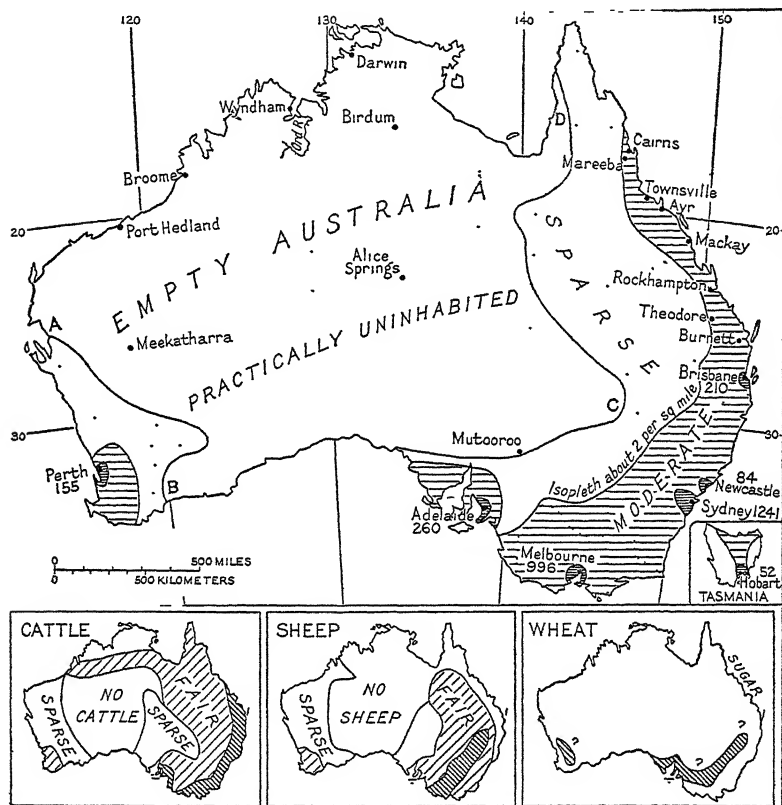 120
130
140
150
Darwin
Wyndham
Ord R.
Birdum
D
Cairns
Mareeba
Broome
Townsville
Ayr
20
Port Hedland
EMPTY AUSTRALIA
SPARSE
20
Mackay
Alice
Springs
Rockhampton
A
Theodore
Meekatharra
PRACTICALLY UNINHABITED
Burnett
Brisbane
210
C
30
Mutooroo
Isopleth about 2 per sq mile
MODERATE
30
Perth
155
B
84
Newcastle
Adelaide
260
Sydney 1241
0 500 MILES
0 500 KILOMETERS
Melbourne
996
52
Hobart
TASMANIA
CATTLE
SPARSE
NO
CATTLE
SPARSE
FAIR
SHEEP
SPARSE
NO
SHEEP
FAIR
WHEAT
SUGAR
?
?
?